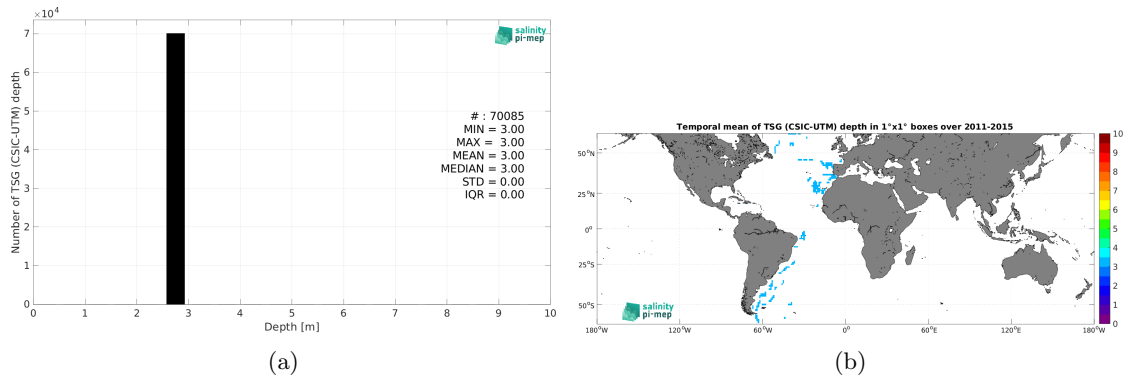 ×10⁴
7
6
5
4
3
2
1
0
Number of TSG (CSIC-UTM) depth
salinity
pi-mep
# : 70085
MIN = 3.00
MAX = 3.00
MEAN = 3.00
MEDIAN = 3.00
STD = 0.00
IQR = 0.00
0 1 2 3 4 5 6 7 8 9 10
Depth [m]
(a)
Temporal mean of TSG (CSIC-UTM) depth in 1°x1° boxes over 2011-2015
50°N
25°N
0°
25°S
50°S
salinity
pi-mep
180°W 120°W 60°W 0° 60°E 120°E 180°W
10
9
8
7
6
5
4
3
2
1
0
(b)